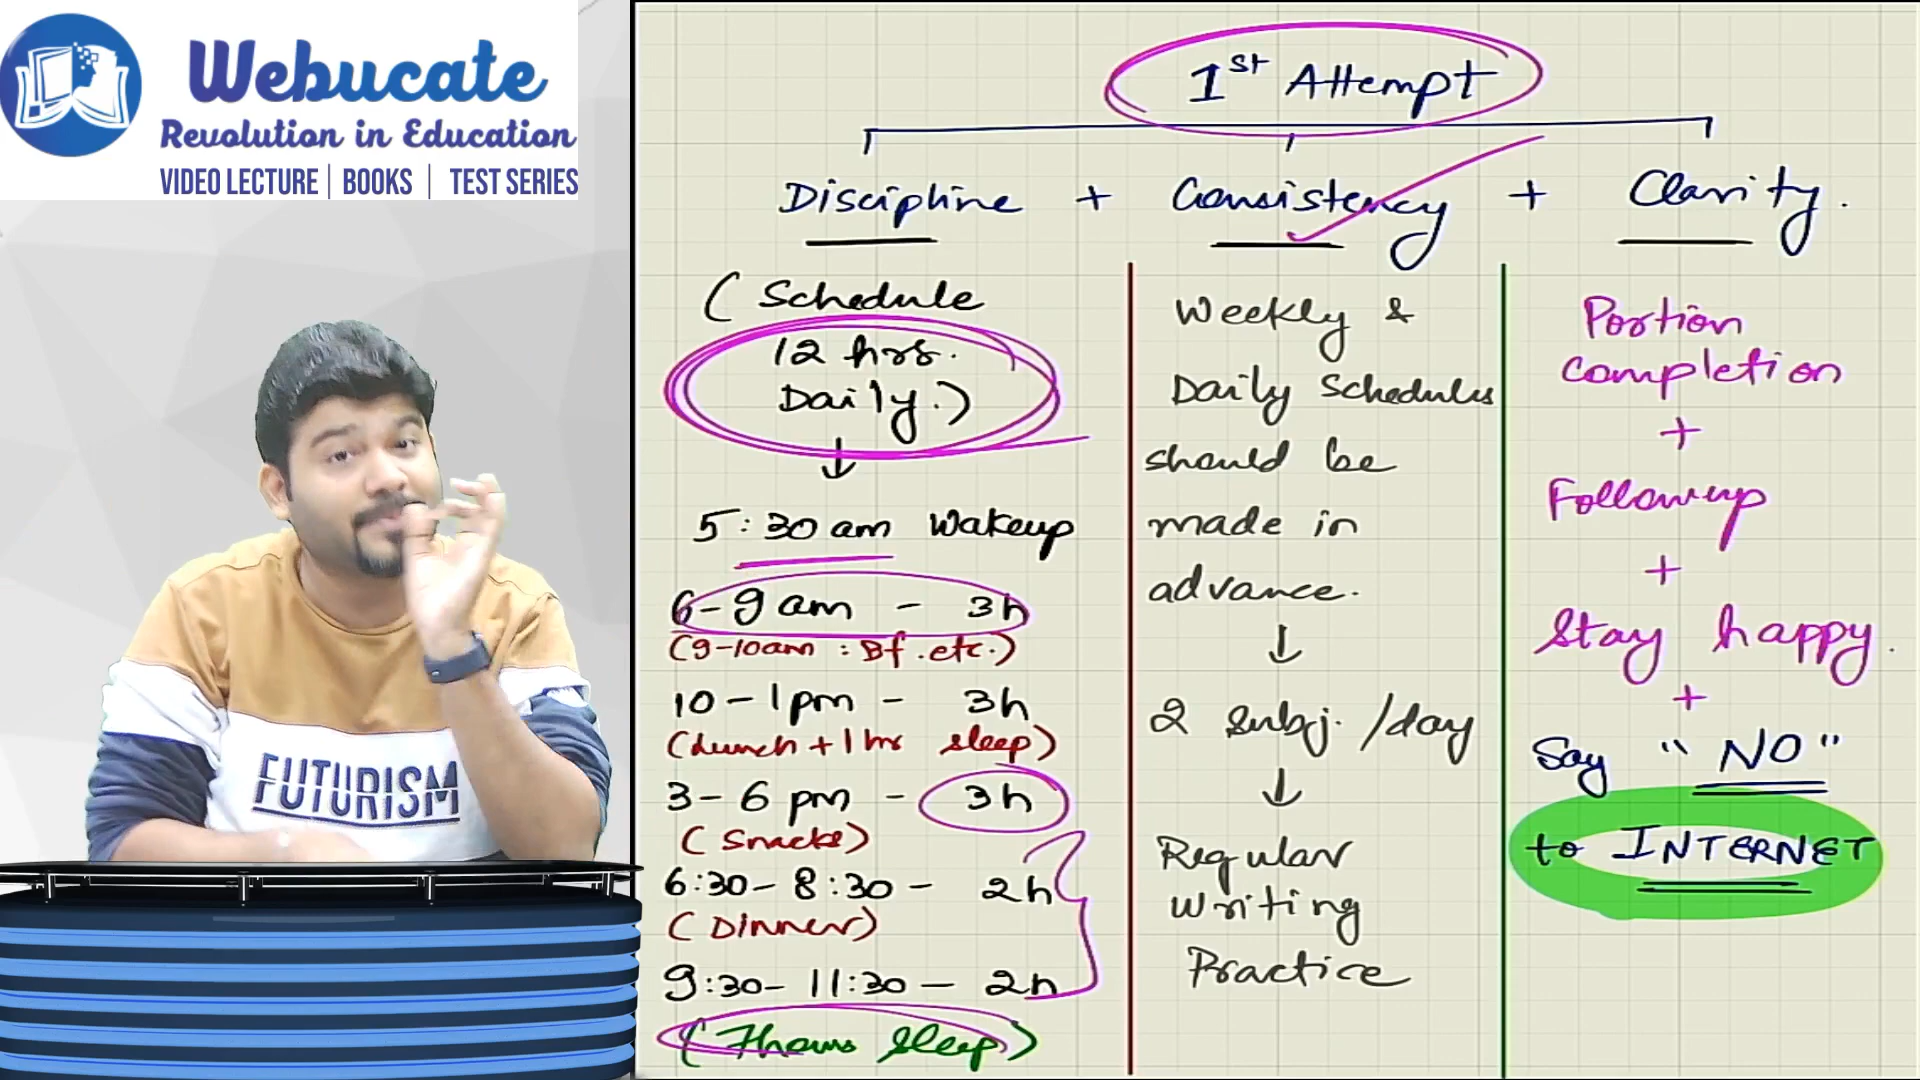 Webucate
Revolution in Education
VIDEO LECTURE | BOOKS | TEST SERIES
FUTURISM
1st Attempt
Discipline + Consistency + Clarity.
(Schedule
12 hrs.
Daily.)
↓
5:30 am Wakeup
6-9 am - 3h
(9-10am : Bf. etc.)
10-1pm - 3h
(Lunch + 1 hr sleep)
3-6 pm - 3h
(Snacks)
6:30- 8:30 - 2h
(Dinner)
9:30- 11:30 - 2h
(7hours sleep)
Weekly &
Daily Schedules
should be
made in
advance.
↓
2 subj. /day
↓
Regular
Writing
Practice
Portion
completion
+
Followup
+
Stay happy.
+
Say "NO"
to INTERNET